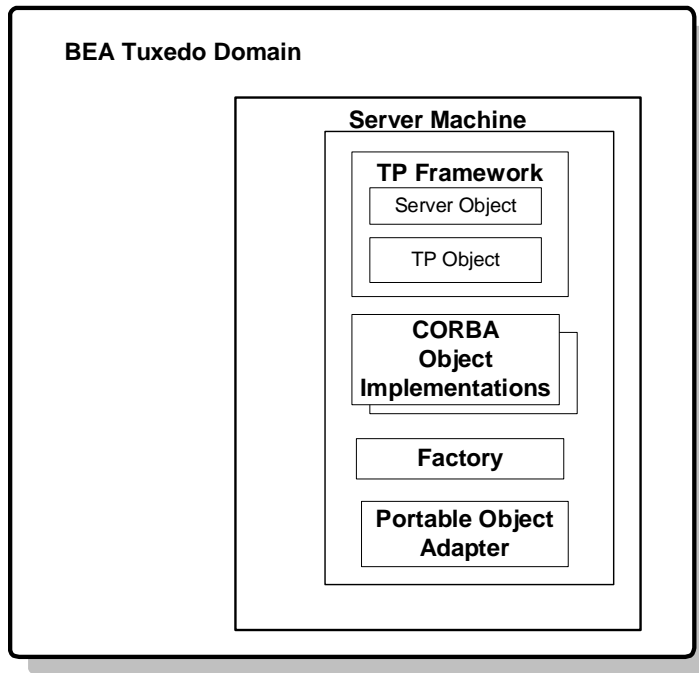 BEA Tuxedo Domain
Server Machine
TP Framework
Server Object
TP Object
CORBA
Object
Implementations
Factory
Portable Object
Adapter